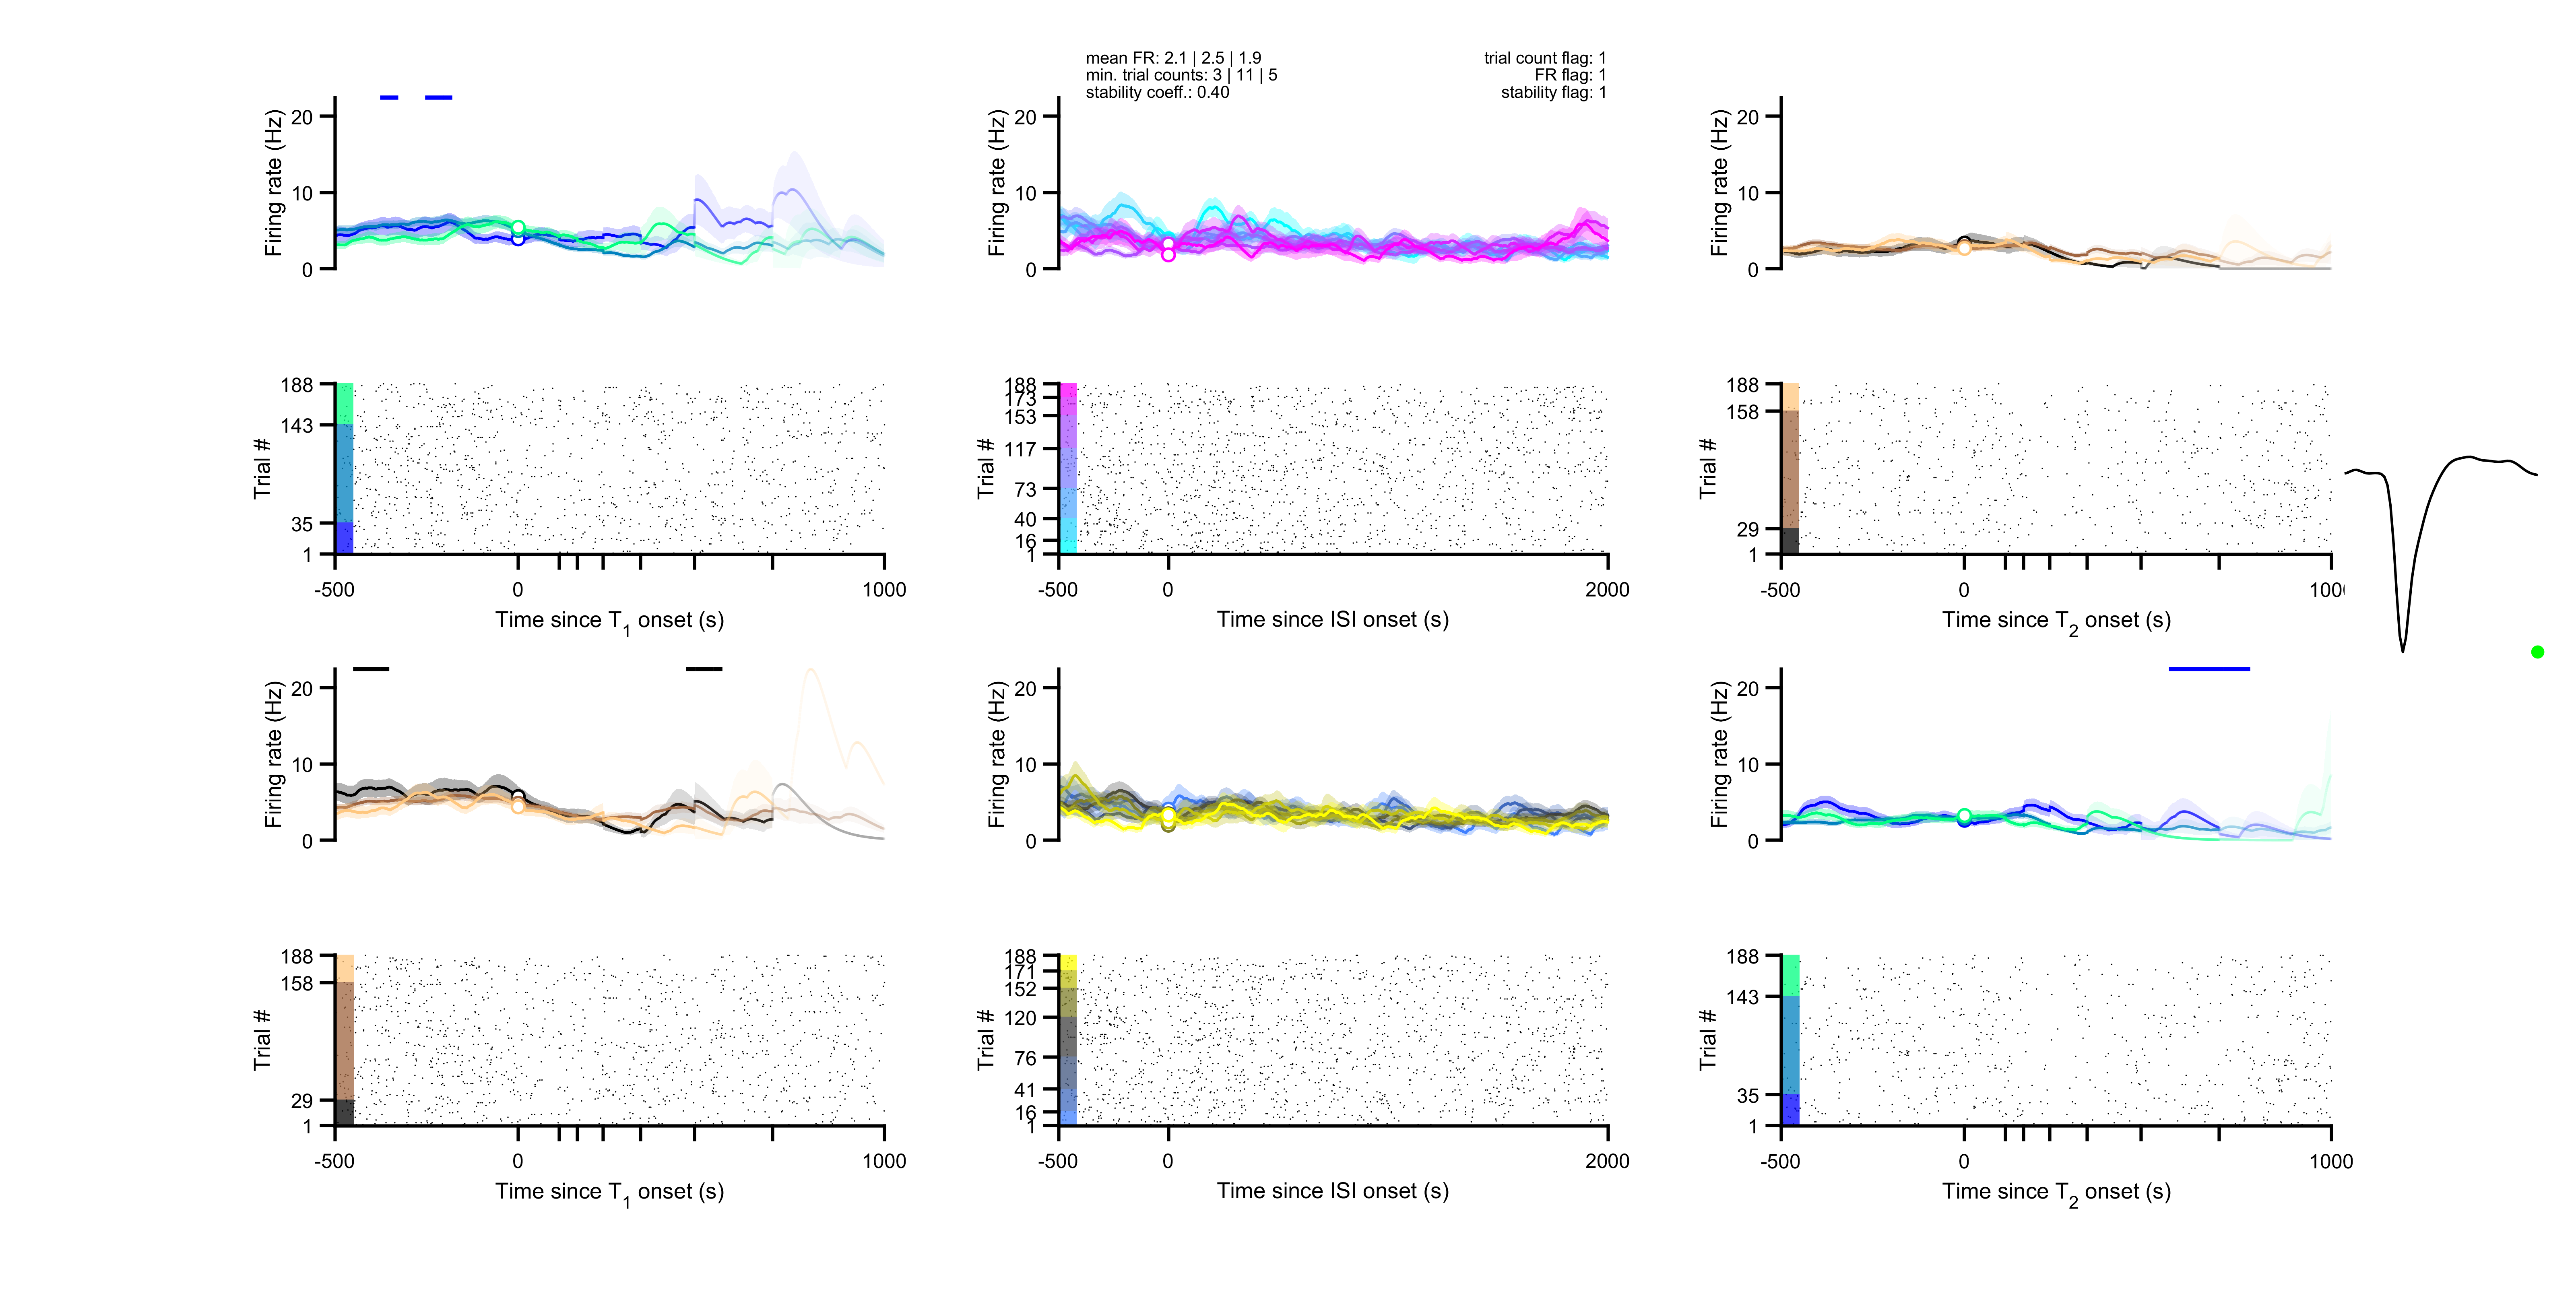 mean FR: 2.1 | 2.5 | 1.9
min. trial counts: 3 | 11 | 5
stability coeff.: 0.40
trial count flag: 1
FR flag: 1
stability flag: 1
Firing rate (Hz)
20
10
0
Firing rate (Hz)
20
10
0
Firing rate (Hz)
20
10
0
Trial #
188
143
35
1
-500
0
1000
Time since T1 onset (s)
Trial #
188
173
153
117
73
40
16
1
-500
0
2000
Time since ISI onset (s)
Trial #
188
158
29
1
-500
0
1000
Time since T2 onset (s)
Firing rate (Hz)
20
10
0
Firing rate (Hz)
20
10
0
Firing rate (Hz)
20
10
0
Trial #
188
158
29
1
-500
0
1000
Time since T1 onset (s)
Trial #
188
171
152
120
76
41
16
1
-500
0
2000
Time since ISI onset (s)
Trial #
188
143
35
1
-500
0
1000
Time since T2 onset (s)